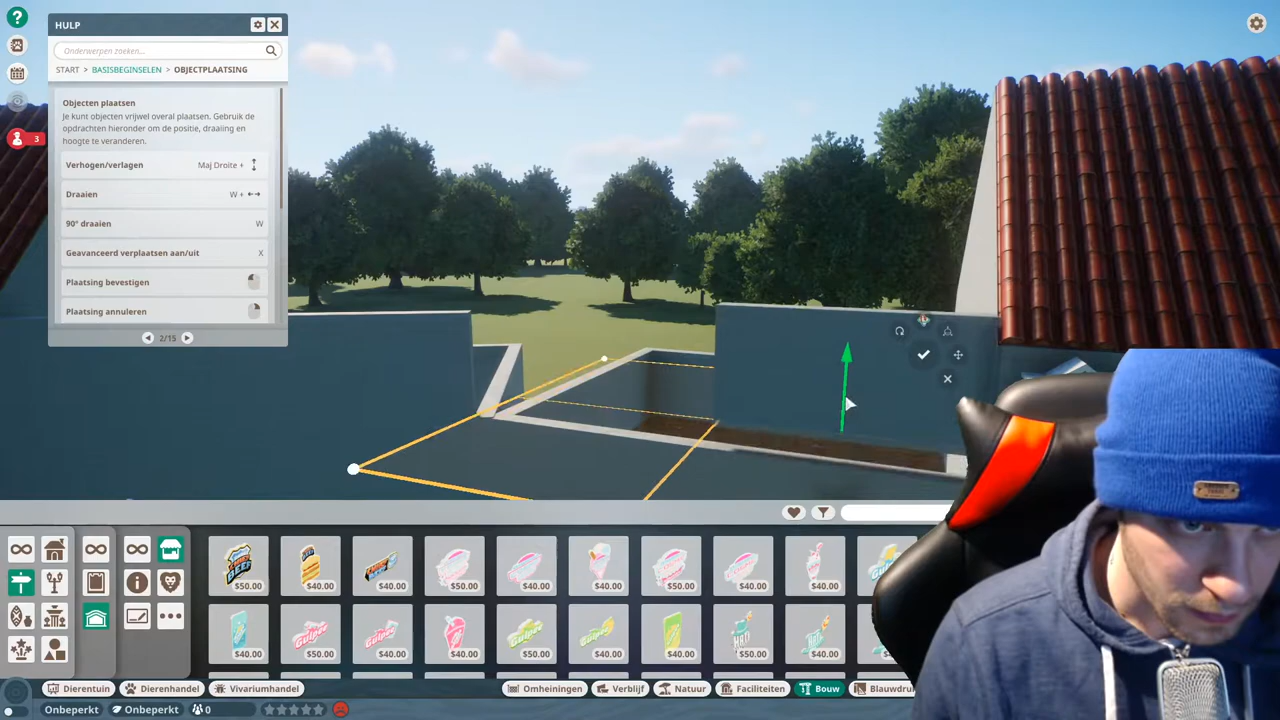 HULP
Onderwerpen zoeken...
START > BASISBEGINSELEN > OBJECTPLAATSING
Objecten plaatsen
Je kunt objecten vrijwel overal plaatsen. Gebruik de
opdrachten hieronder om de positie, draaiing en
hoogte te veranderen.
Verhogen/verlagen Maj Droite +
Draaien W +
90° draaien W
Geavanceerd verplaatsen aan/uit X
Plaatsing bevestigen
Plaatsing annuleren
2/15
3
$50.00 $40.00 $40.00 $50.00 $40.00 $40.00 $50.00 $40.00 $40.00
$40.00 $50.00 $40.00 $40.00 $50.00 $40.00 $40.00 $50.00 $40.00
Dierentuin Dierenhandel Vivariumhandel Omheiningen Verblijf Natuur Faciliteiten Bouw Blauwdru
Onbeperkt Onbeperkt 0